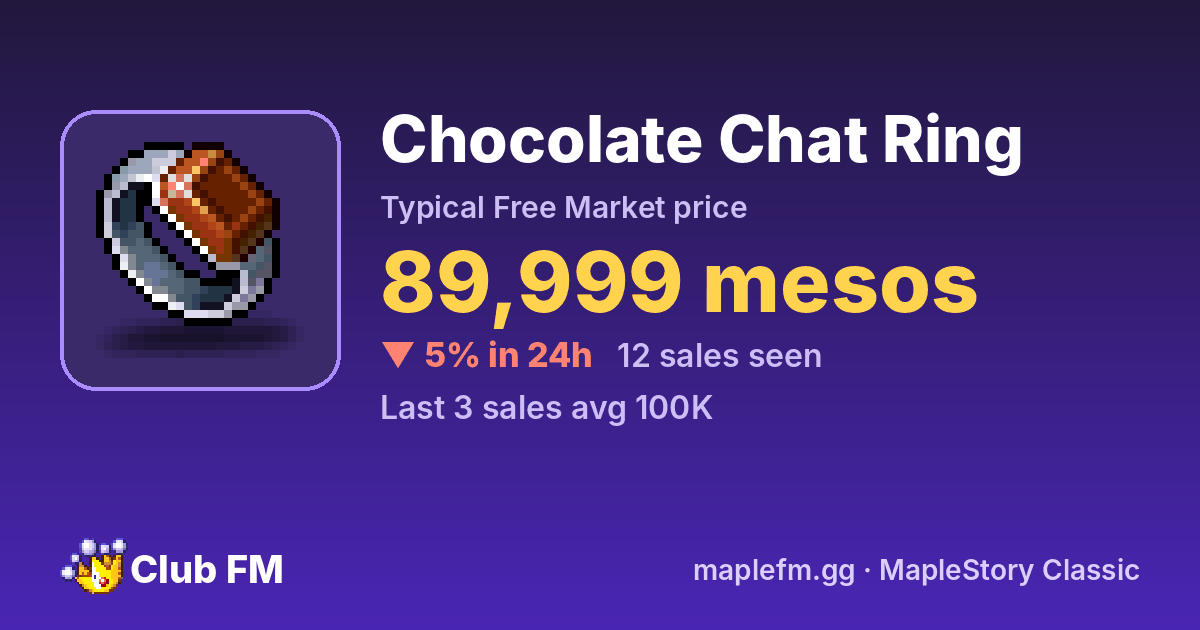 Chocolate Chat Ring
Typical Free Market price
89,999 mesos
▼ 5% in 24h 12 sales seen
Last 3 sales avg 100K
Club FM
maplefm.gg · MapleStory Classic